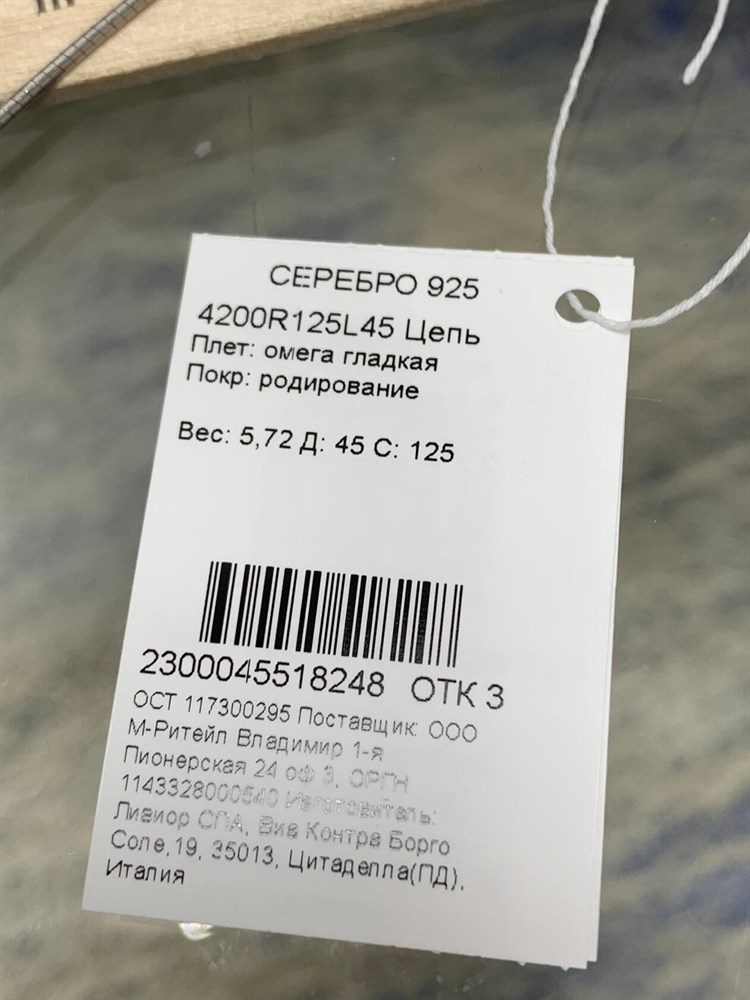 СЕРЕБРО 925
4200R125L45 Цепь
Плет: омега гладкая
Покр: родирование
Вес: 5,72 Д: 45 С: 125
2300045518248 ОТК 3
ОСТ 117300295 Поставщик: ООО
М-Ритейл Владимир 1-я
Пионерская 24 оф 3, ОРГН
1143328000540 Изготовитель:
Лиаиор СПА, Виа Контра Борго
Соле,19, 35013, Цитаделла(ПД),
Италия